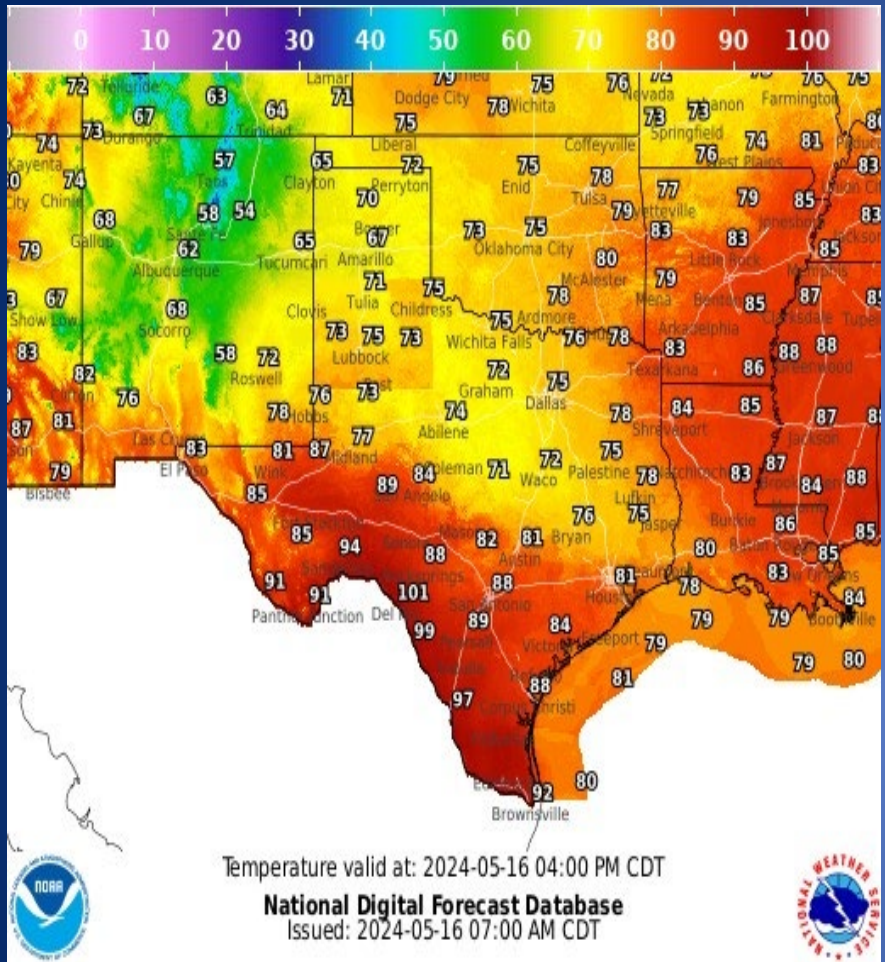 0 10 20 30 40 50 60 70 80 90 100
72 Telluride 63 Lamar 71 79 75 76 72 76 75
67 64 Dodge City 78 Wichita Nevada 73 Lebanon Farmington
73 Durango Trinidad 75 73 Springfield 74 81
74 Liberal Coffeyville
Kayenta 57 65 72 75 76 West Plains 83
74 Taos Clayton Perryton Enid 78 77
City Chinle 70 Tulsa 79 85
68 58 54 79 Jonesboro 83
Gallup Santa Fe 65 67 73 75 83 83 Jackson
79 62 Tucumcari Amarillo Oklahoma City 80 Little Rock 85
Albuquerque 71 75 McAlester 79 Memphis
67 Tulia 78 Mena Benton 87
Show Low 68 Clovis Childress 85 Clarksdale
Socorro 73 75 73 75 Ardmore Arkadelphia
83 58 72 Lubbock Wichita Falls 76 78 83 88 88
82 Roswell 72 Texarkana 86 Greenwood
Clifton 76 76 73 Graham 75
78 Hobbs 74 Dallas 78 84 85
87 81 Abilene Shreveport 87
Las Cruces 83 81 87 77 75 Jackson
79 El Paso Wink Midland 84 Coleman 71 72 Palestine 83 87
Bisbee 85 89 San Angelo Waco 78 Natchitoches 84 88
Lufkin
85 76 75 Jasper 86 85
94 88 Mason 82 81 Bryan 80 85
Austin
91 91 88 81 Beaumont 78 83 New Orleans
Panther Junction 101 San Antonio Houston 84
99 89 84 79 79 Boothville
Pearsall Victoria Freeport 79 79 80
97 88 81
Corpus Christi
92 80
Brownsville
Temperature valid at: 2024-05-16 04:00 PM CDT
National Digital Forecast Database
Issued: 2024-05-16 07:00 AM CDT
NOAA
NATIONAL WEATHER SERVICE